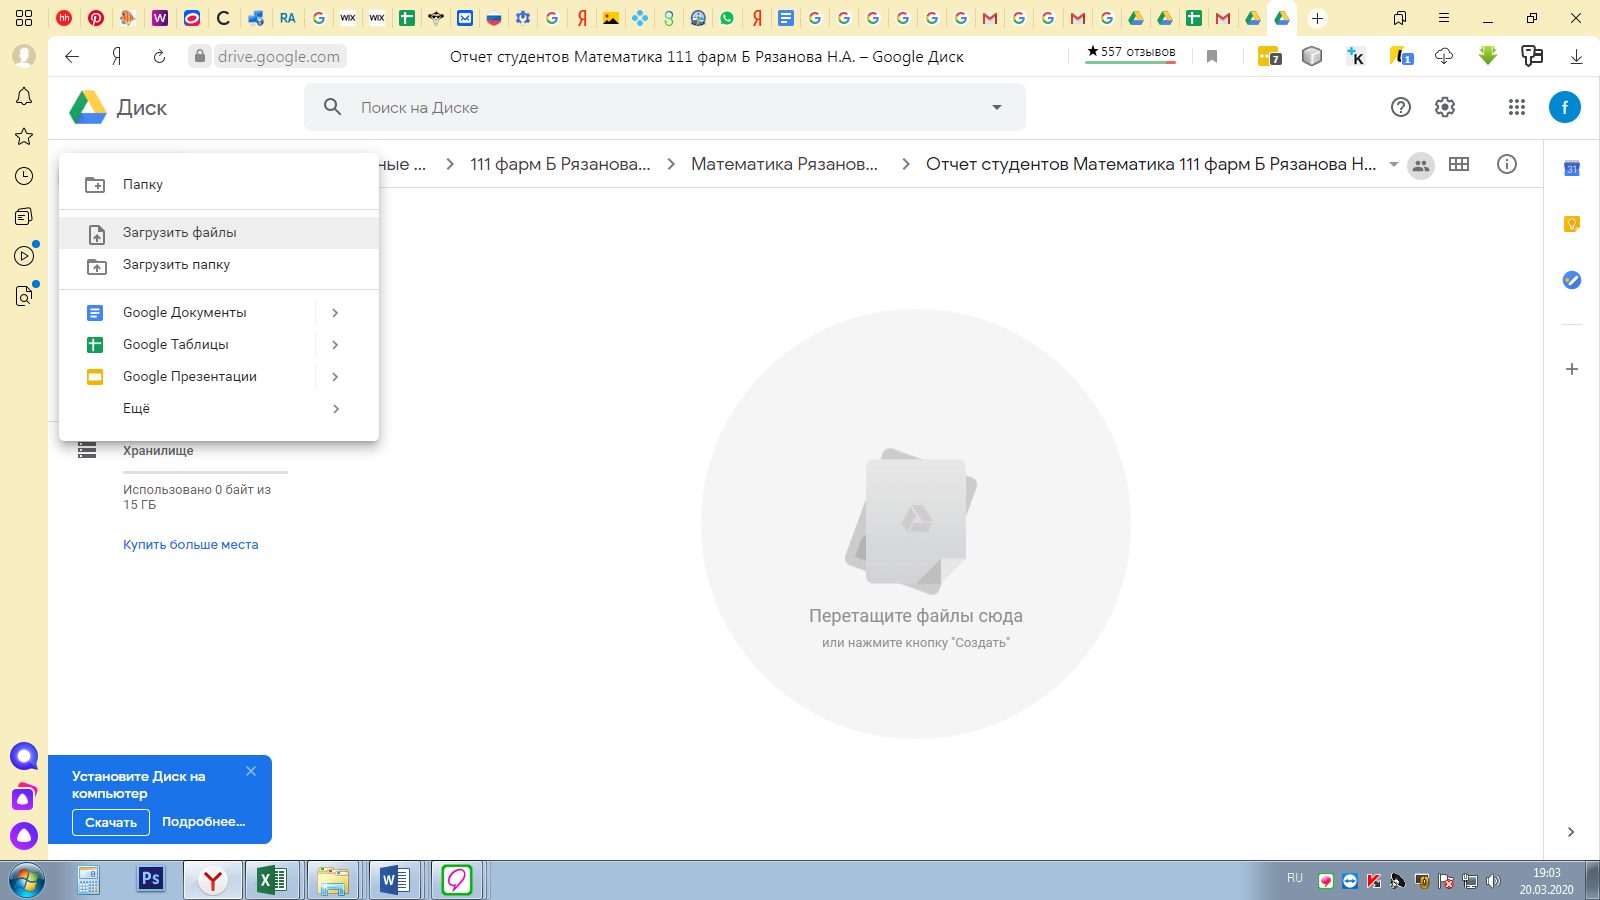 drive.google.com
Отчет студентов Математика 111 фарм Б Рязанова Н.А. – Google Диск
★557 отзывов
7
1
Диск
Поиск на Диске
f
ные ...
111 фарм Б Рязанова...
Математика Рязанов...
Отчет студентов Математика 111 фарм Б Рязанова Н...
Папку
Загрузить файлы
Загрузить папку
Google Документы
Google Таблицы
Google Презентации
Ещё
Хранилище
Использовано 0 байт из
15 ГБ
Купить больше места
Перетащите файлы сюда
или нажмите кнопку "Создать"
Установите Диск на
компьютер
Скачать
Подробнее...
RU
19:03
20.03.2020